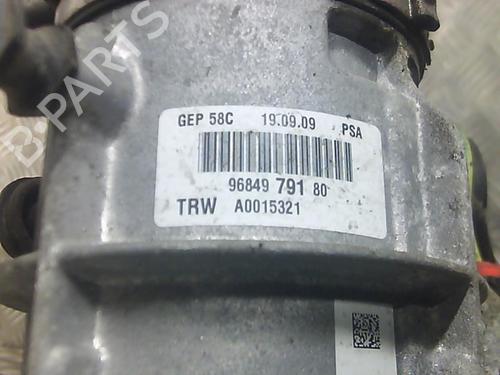 B-PARTS
GEP 58C 19.09.09 PSA
96849 791 80
TRW A0015321